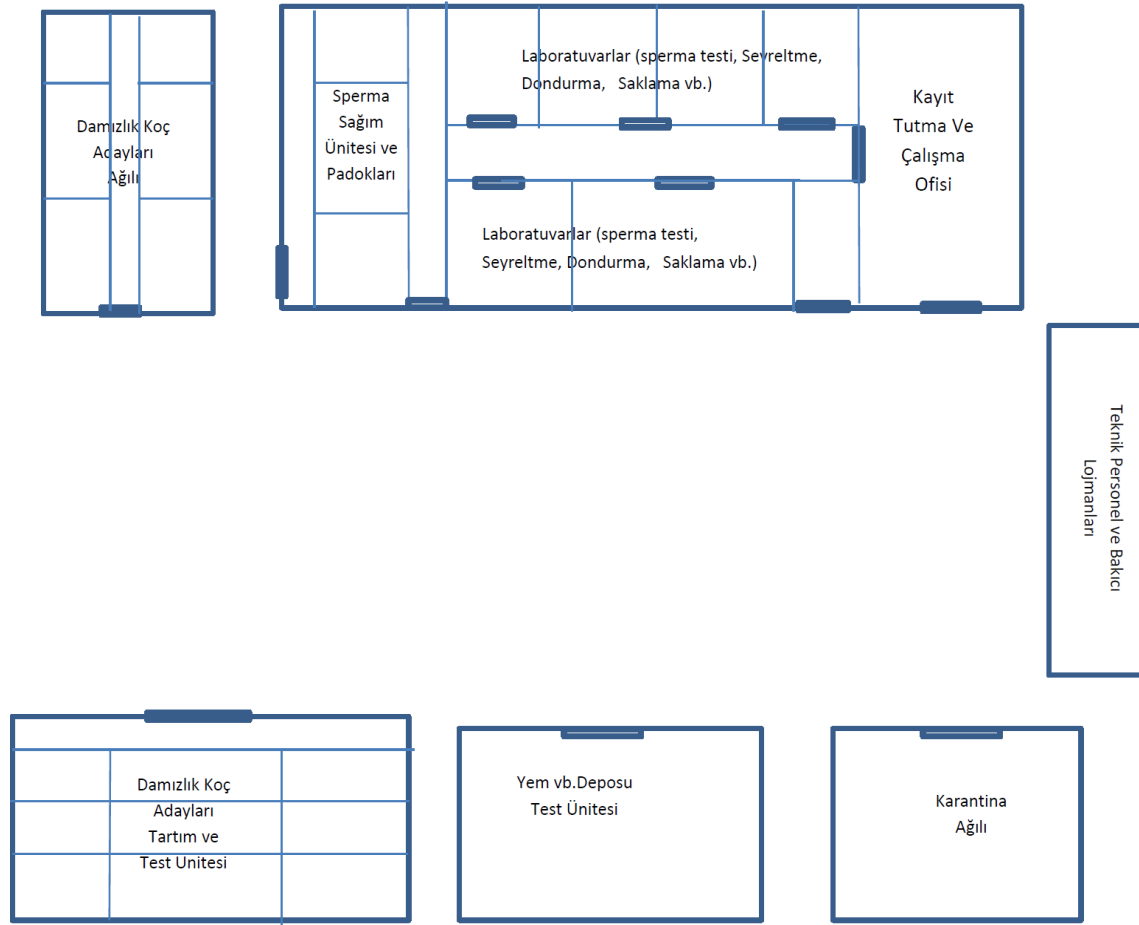 Damızlık Koç
Adayları
Ağılı
Sperma
Sağım
Ünitesi ve
Padokları
Laboratuvarlar (sperma testi, Seyreltme,
Dondurma, Saklama vb.)
Laboratuvarlar (sperma testi,
Seyreltme, Dondurma, Saklama vb.)
Kayıt
Tutma Ve
Çalışma
Ofisi
Teknik Personel ve Bakıcı
Lojmanları
Damızlık Koç
Adayları
Tartım ve
Test Unitesi
Yem vb.Deposu
Test Ünitesi
Karantina
Ağılı